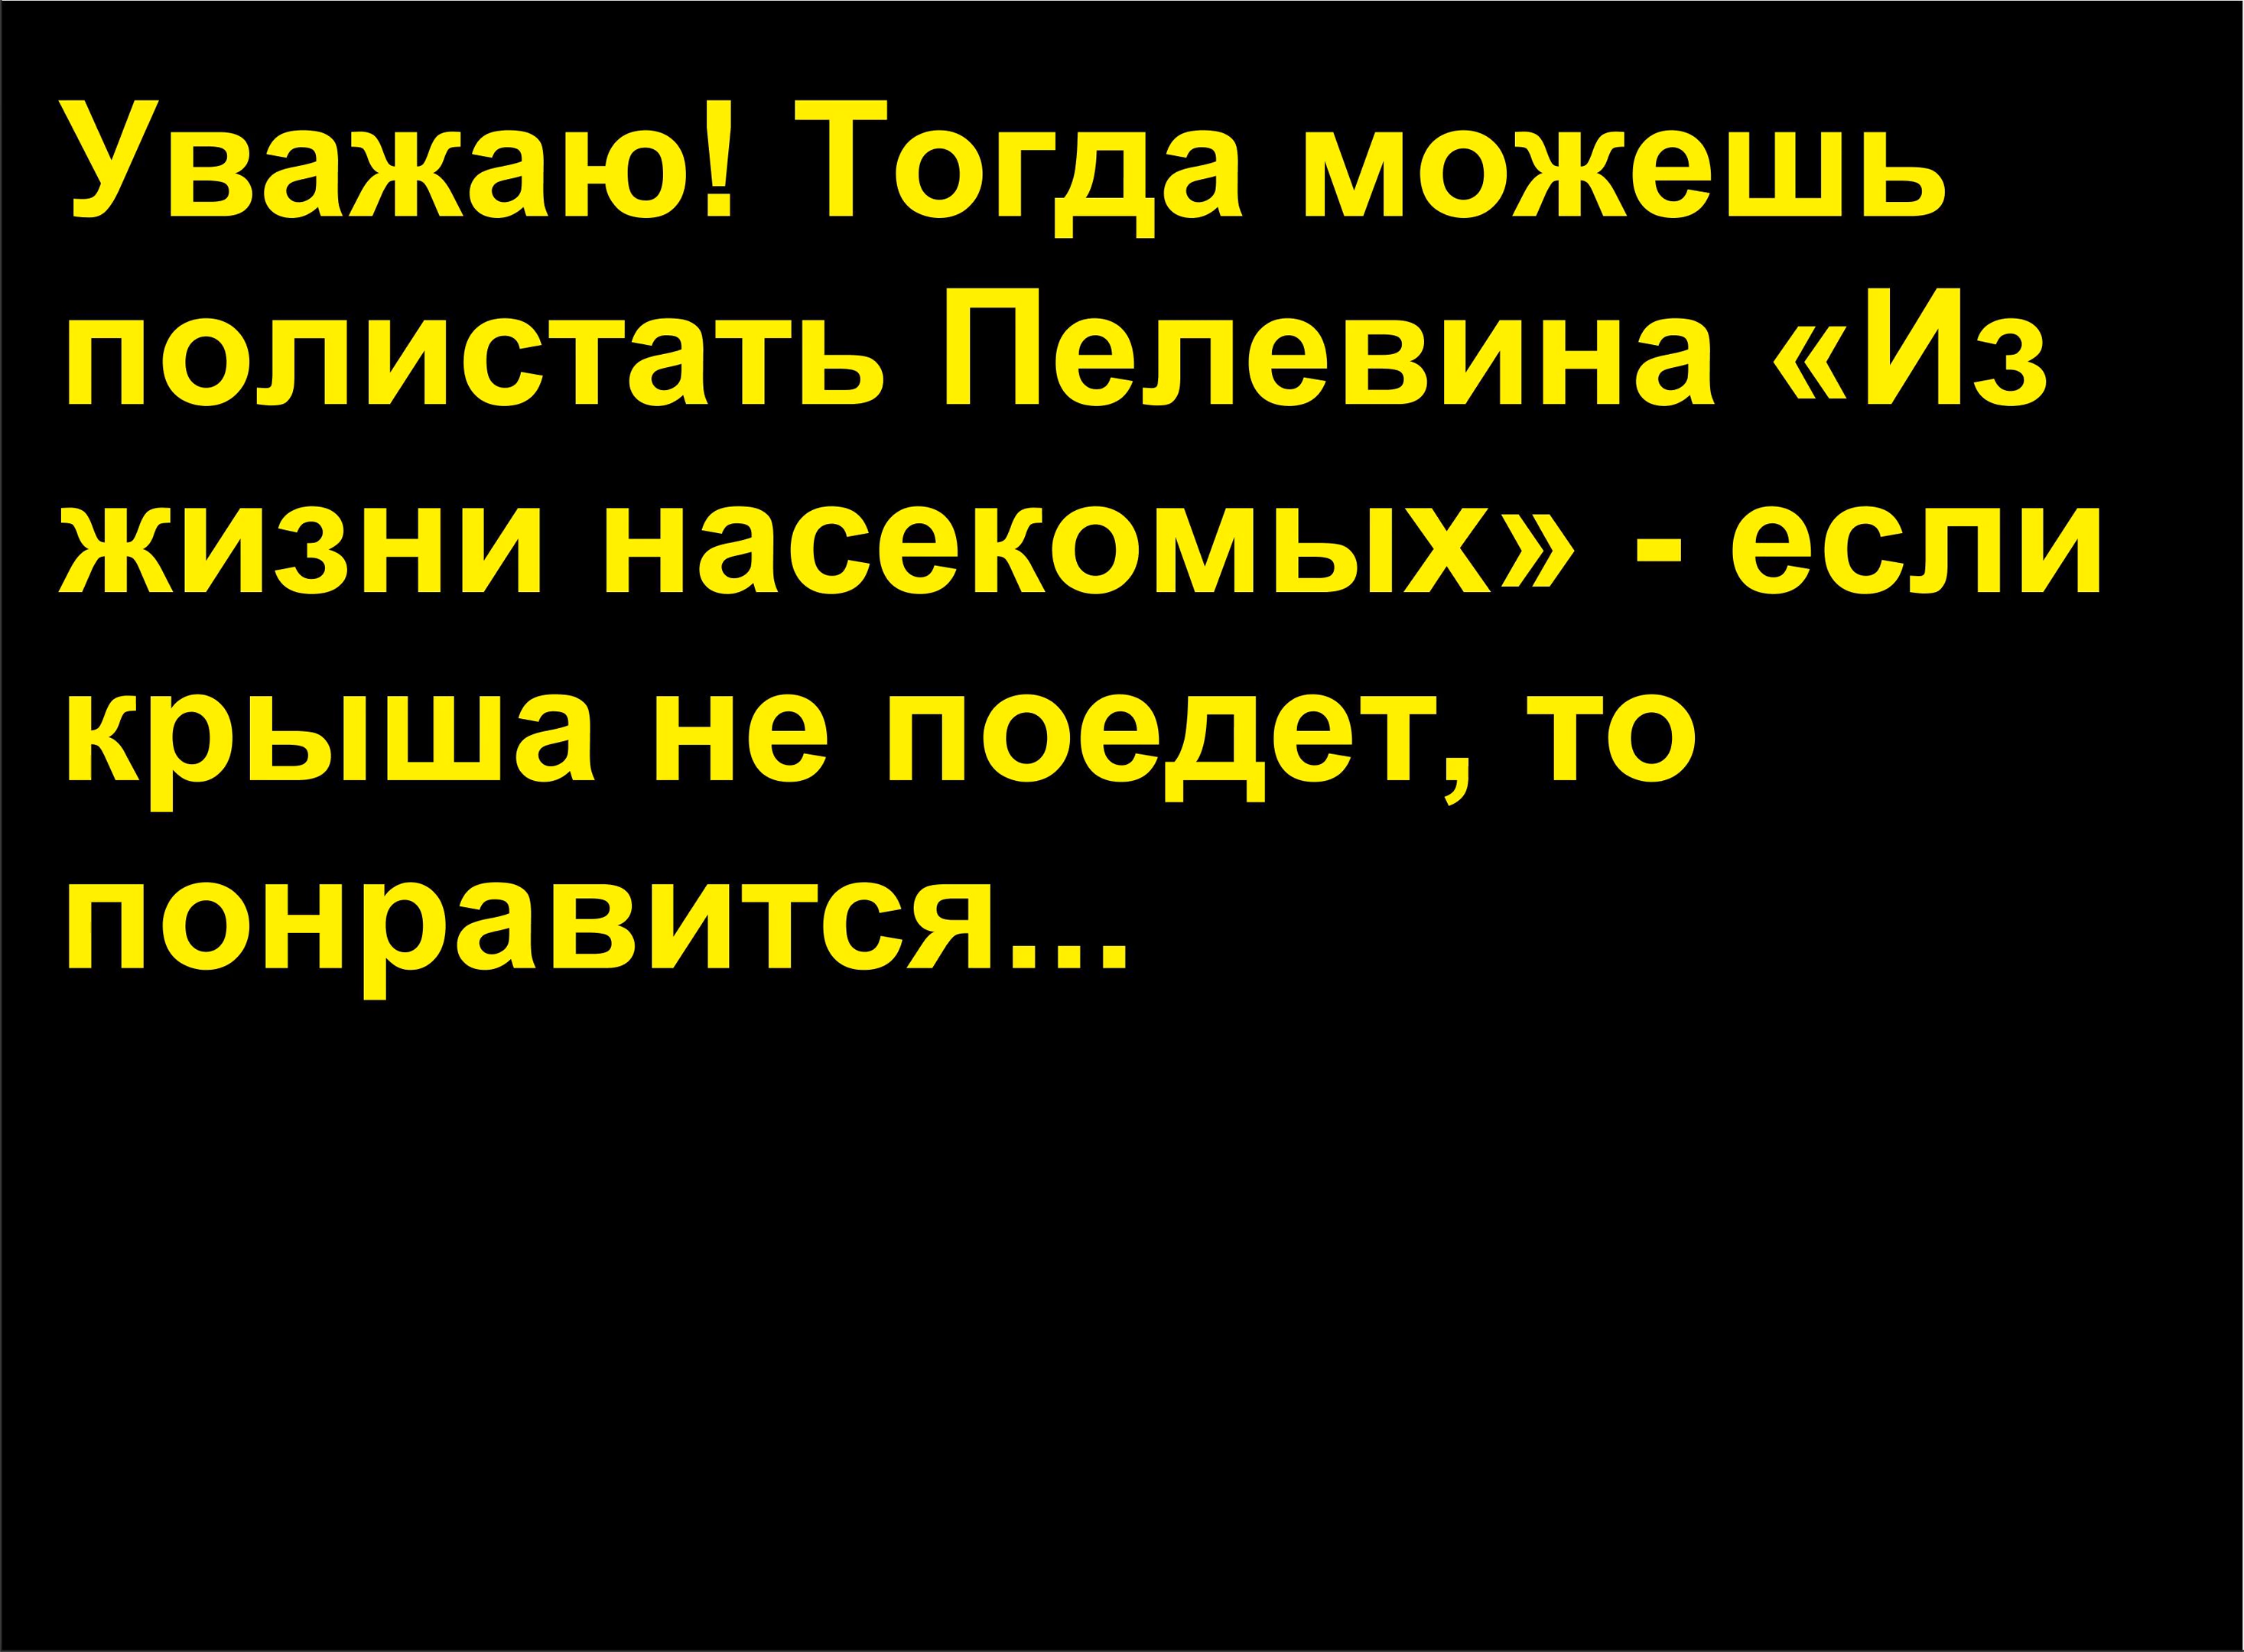 Уважаю! Тогда можешь
полистать Пелевина «Из
жизни насекомых» - если
крыша не поедет, то
понравится...